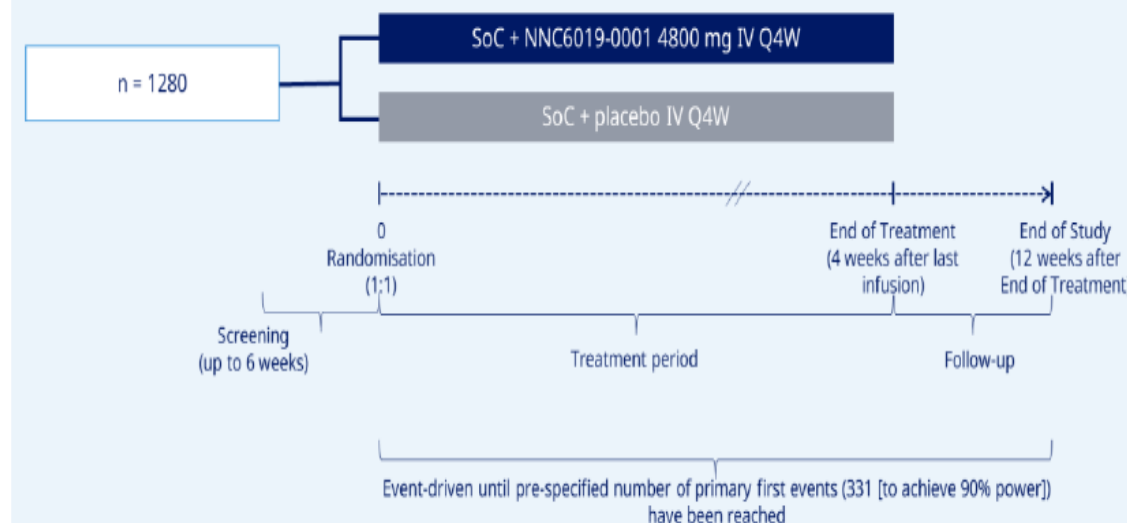 SoC + NNC6019-0001 4800 mg IV Q4W
n = 1280
SoC + placebo IV Q4W
0
Randomisation
(1:1)
End of Treatment
(4 weeks after last
infusion)
End of Study
(12 weeks after
End of Treatment
Screening
(up to 6 weeks)
Treatment period
Follow-up
Event-driven until pre-specified number of primary first events (331 [to achieve 90% power])
have been reached